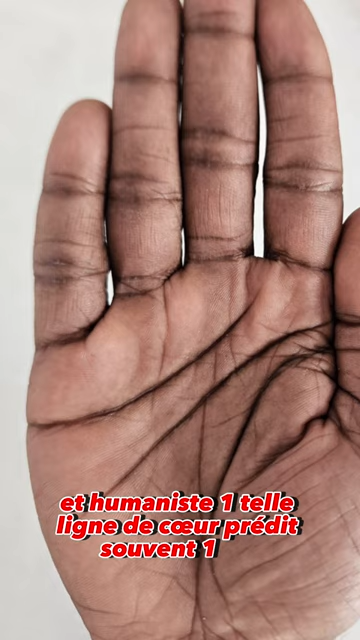 et humaniste 1 telle
ligne de cœur prédit
souvent 1